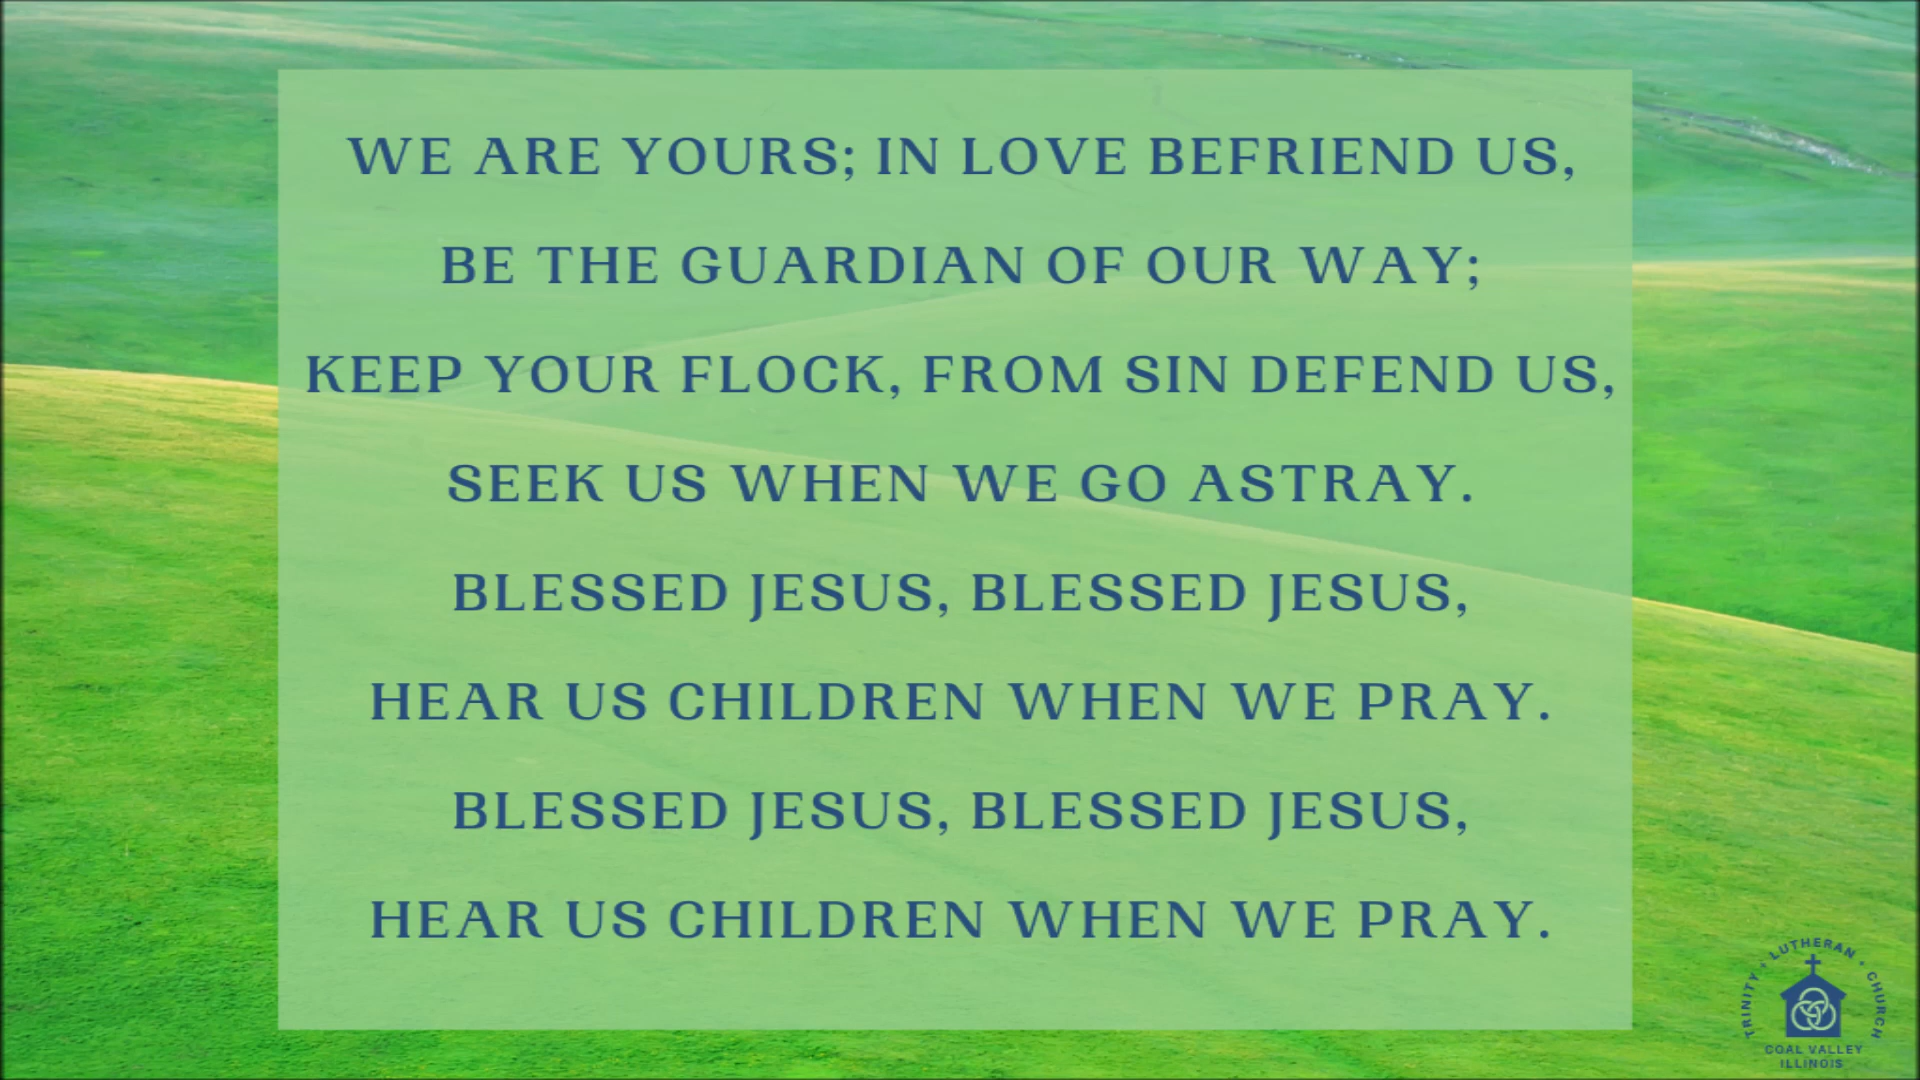 WE ARE YOURS; IN LOVE BEFRIEND US,
BE THE GUARDIAN OF OUR WAY;
KEEP YOUR FLOCK, FROM SIN DEFEND US,
SEEK US WHEN WE GO ASTRAY.
BLESSED JESUS, BLESSED JESUS,
HEAR US CHILDREN WHEN WE PRAY.
BLESSED JESUS, BLESSED JESUS,
HEAR US CHILDREN WHEN WE PRAY.
TRINITY + LUTHERAN + CHURCH
COAL VALLEY
ILLINOIS